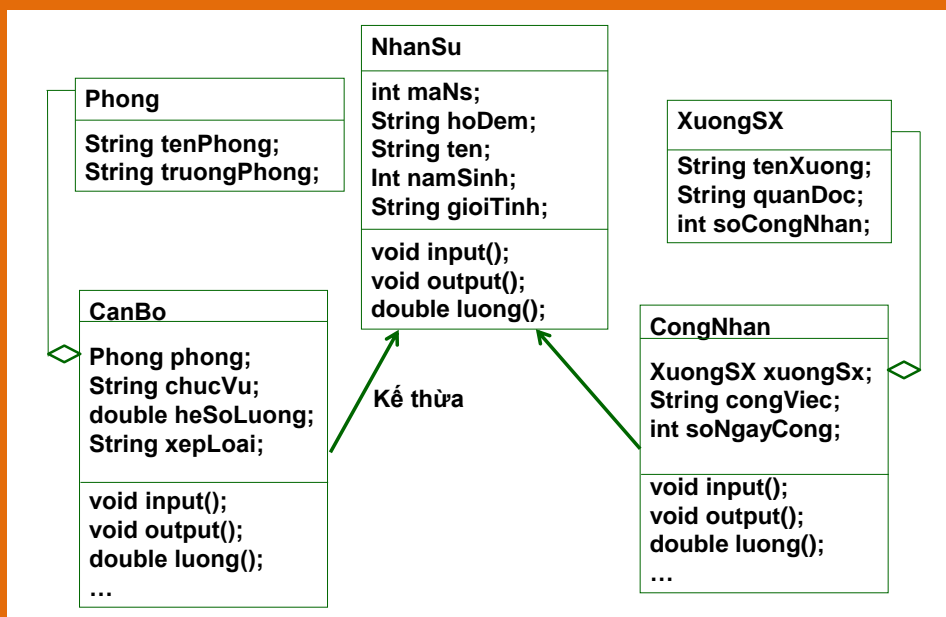 NhanSu
int maNs;
String hoDem;
String ten;
Int namSinh;
String gioiTinh;
void input();
void output();
double luong();
Phong
String tenPhong;
String truongPhong;
XuongSX
String tenXuong;
String quanDoc;
int soCongNhan;
CanBo
Phong phong;
String chucVu;
double heSoLuong;
String xepLoai;
void input();
void output();
double luong();
...
Kế thừa
CongNhan
XuongSX xuongSx;
String congViec;
int soNgayCong;
void input();
void output();
double luong();
...